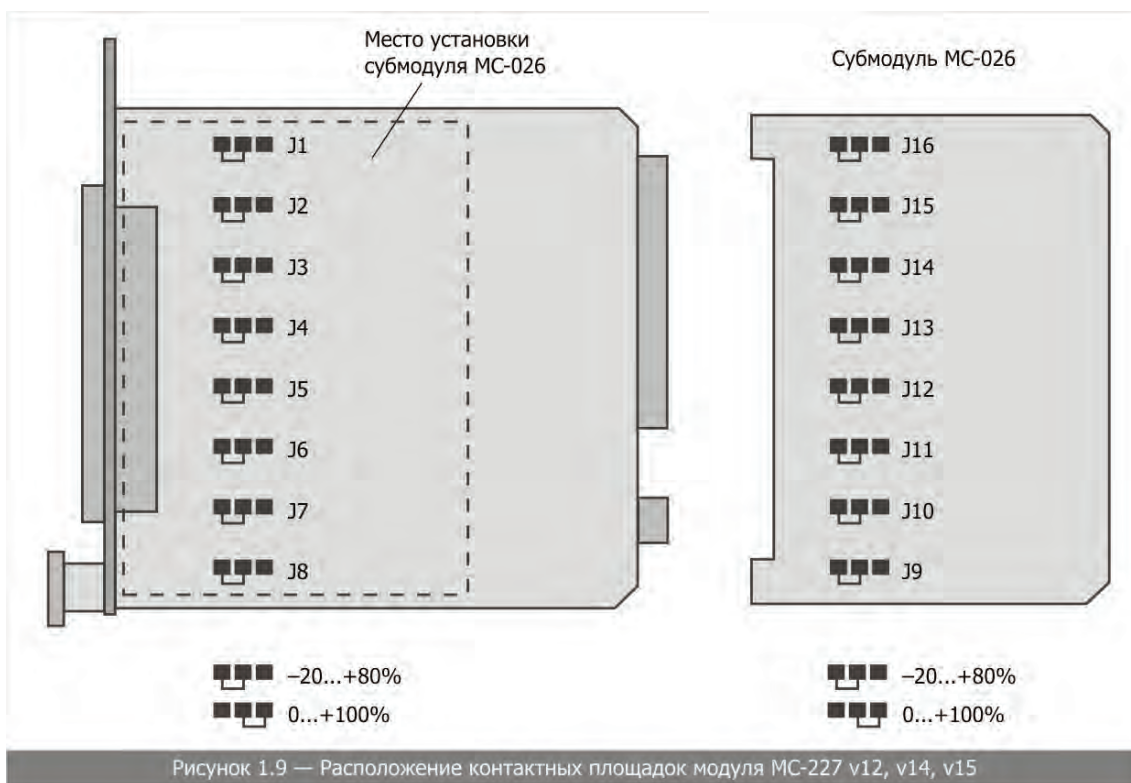 Место установки
субмодуля МС-026
Субмодуль МС-026
J1
J2
J3
J4
J5
J6
J7
J8
J16
J15
J14
J13
J12
J11
J10
J9
–20...+80%
0...+100%
–20...+80%
0...+100%
Рисунок 1.9 — Расположение контактных площадок модуля МС-227 v12, v14, v15